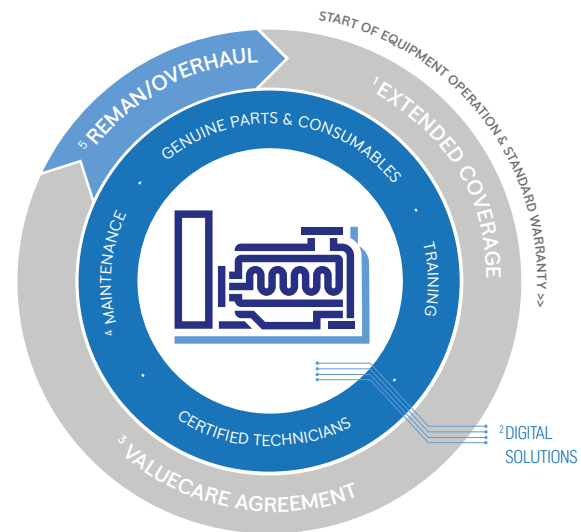 START OF EQUIPMENT OPERATION & STANDARD WARRANTY >>
1 EXTENDED COVERAGE
5 REMAN/OVERHAUL
GENUINE PARTS & CONSUMABLES
TRAINING
4 MAINTENANCE
CERTIFIED TECHNICIANS
3 VALUECARE AGREEMENT
2 DIGITAL
SOLUTIONS